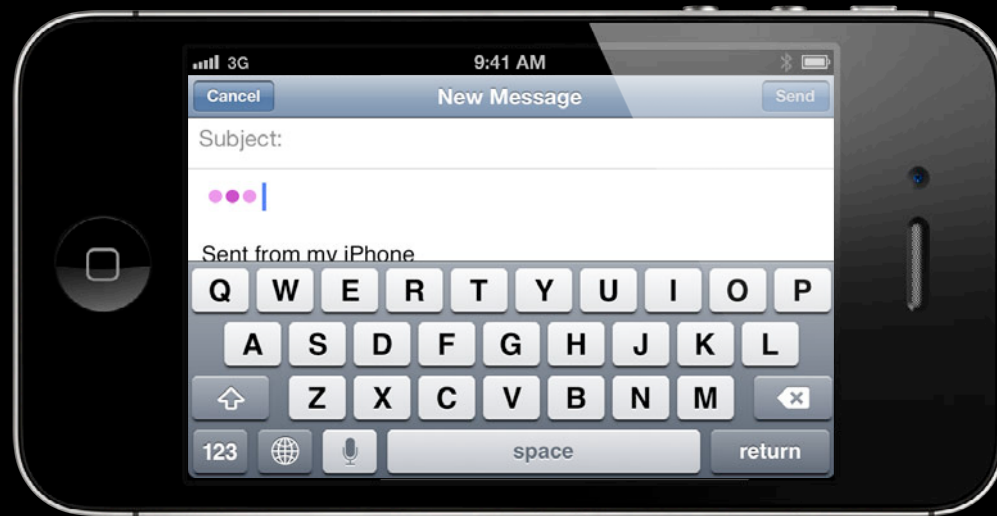 3G 9:41 AM
Cancel New Message Send
Subject:
Sent from my iPhone
Q W E R T Y U I O P
A S D F G H J K L
Z X C V B N M
123 space return